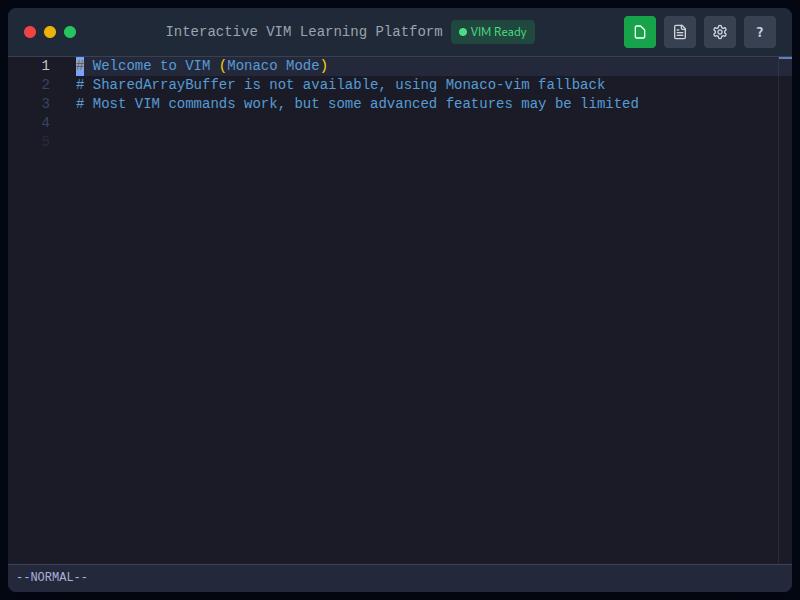 Interactive VIM Learning Platform VIM Ready ?
1 # Welcome to VIM (Monaco Mode)
2 # SharedArrayBuffer is not available, using Monaco-vim fallback
3 # Most VIM commands work, but some advanced features may be limited
4
5
--NORMAL--